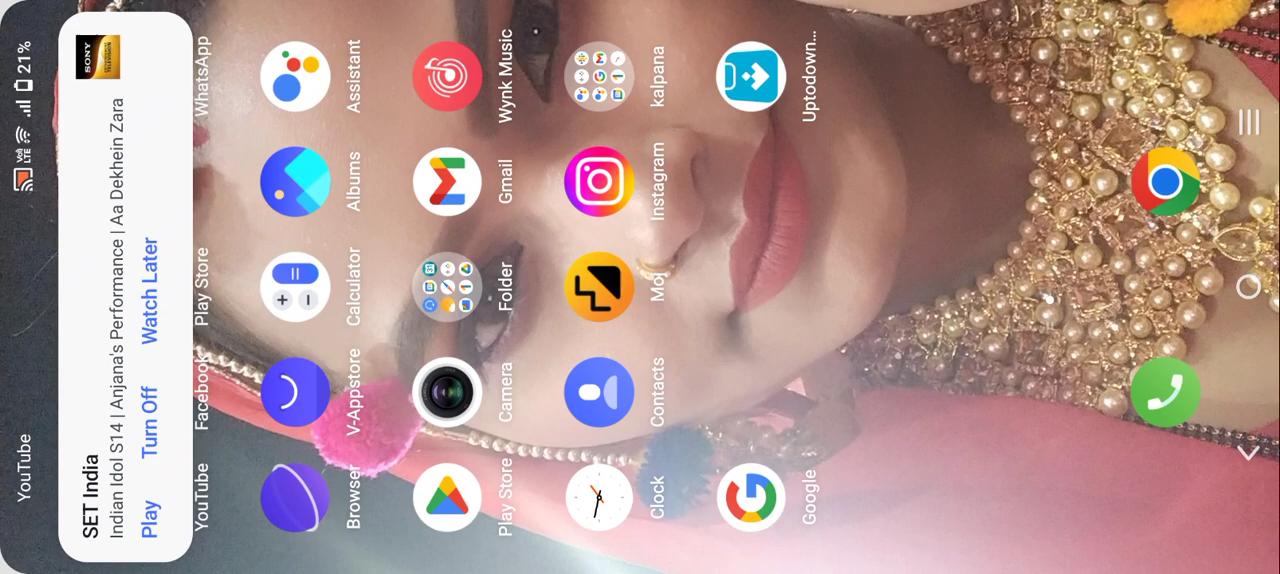 YouTube
LTE
21%
SET India
SONY
Indian Idol S14 | Anjana's Performance | Aa Dekhein Zara
Play
Turn Off
Watch Later
YouTube
Facebook
Play Store
WhatsApp
Browser
V-Appstore
Calculator
Albums
Assistant
Play Store
Camera
Folder
Gmail
Wynk Music
Clock
Contacts
Moj
Instagram
kalpana
Google
Uptodown...